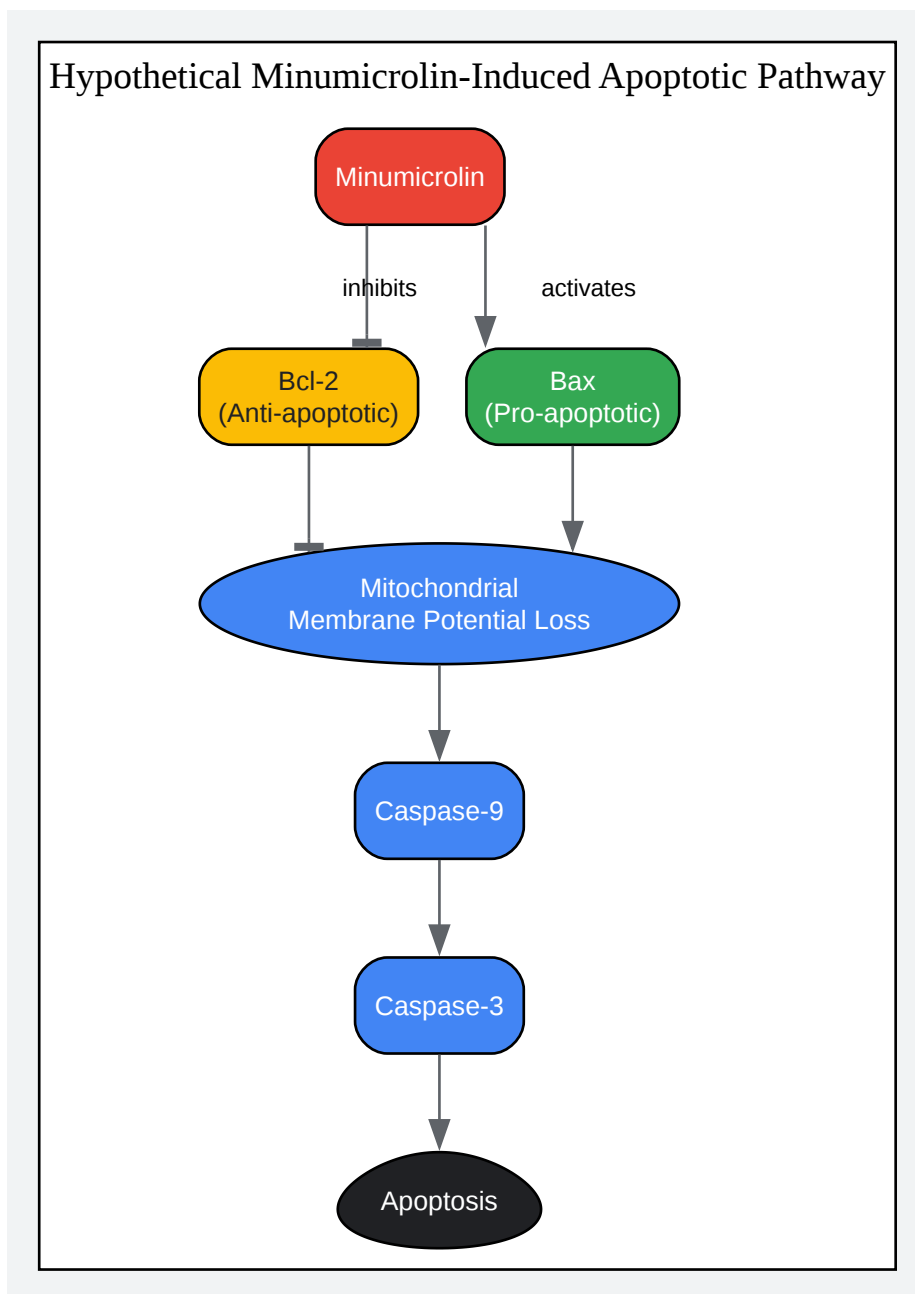 Hypothetical Minumicrolin-Induced Apoptotic Pathway
Minumicrolin
inhibits
activates
Bcl-2
(Anti-apoptotic)
Bax
(Pro-apoptotic)
Mitochondrial
Membrane Potential Loss
Caspase-9
Caspase-3
Apoptosis